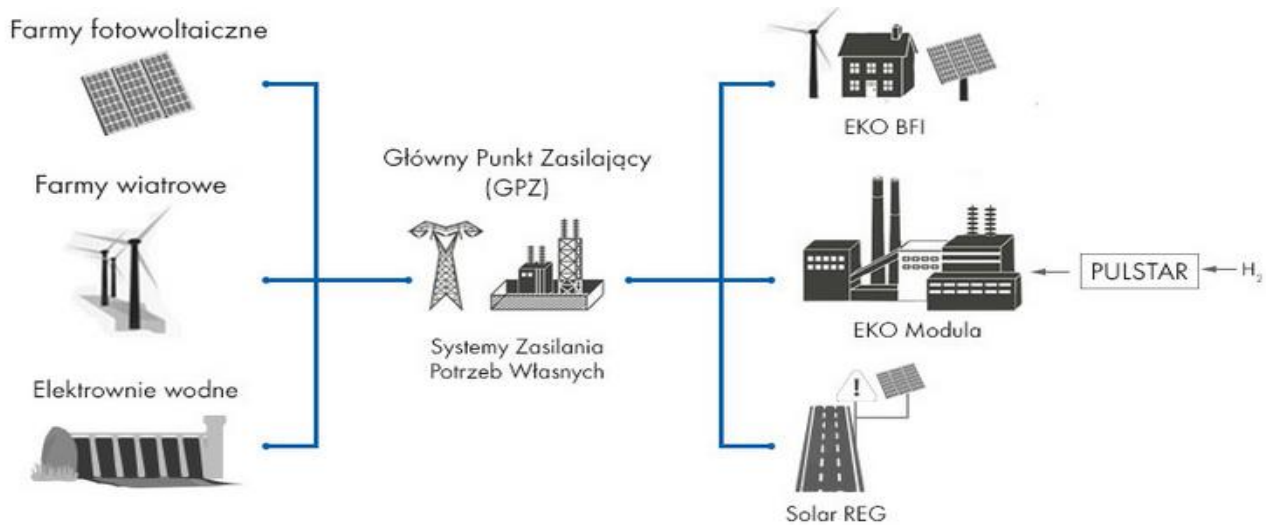 Farmy fotowoltaiczne
Farmy wiatrowe
Elektrownie wodne
Główny Punkt Zasilający
(GPZ)
Systemy Zasilania
Potrzeb Własnych
EKO BFI
EKO Modula
PULSTAR
H₂
!
Solar REG